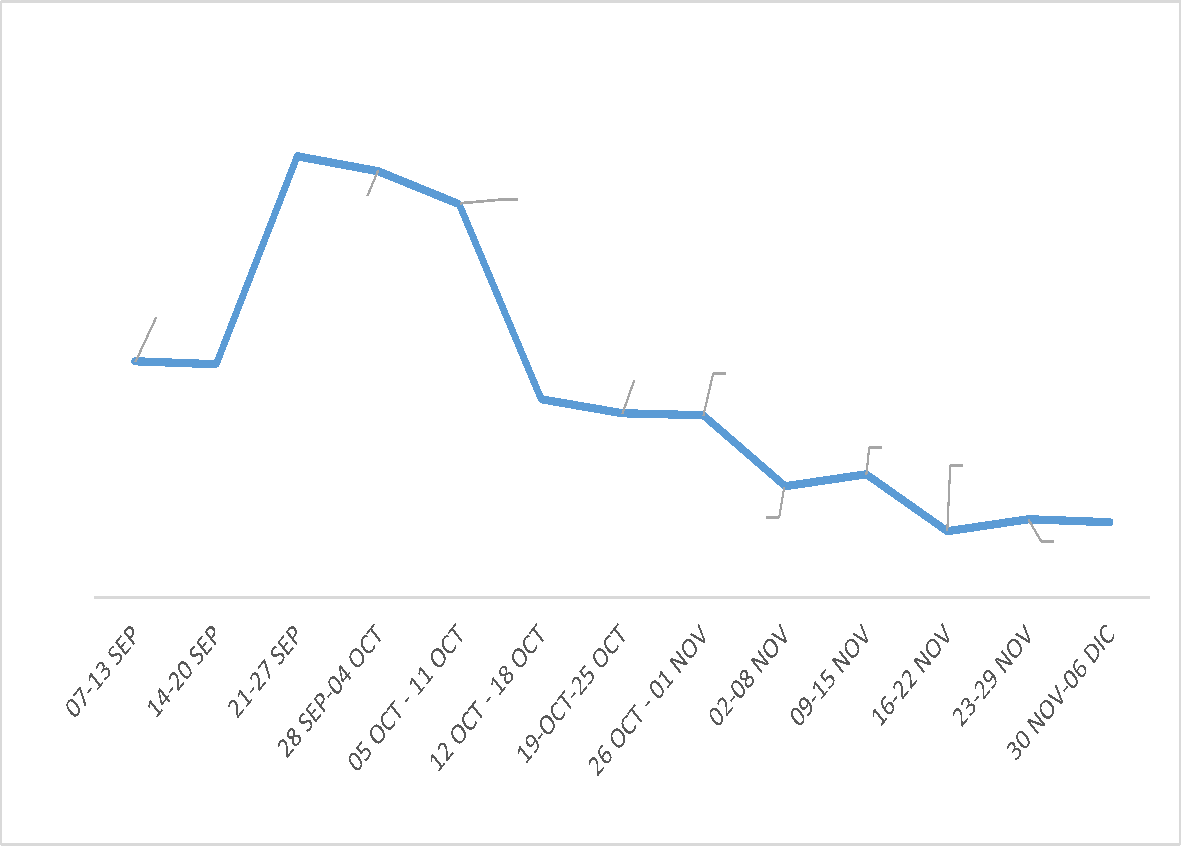 07-13 SEP
14-20 SEP
21-27 SEP
28 SEP-04 OCT
05 OCT - 11 OCT
12 OCT - 18 OCT
19-OCT-25 OCT
26 OCT - 01 NOV
02-08 NOV
09-15 NOV
16-22 NOV
23-29 NOV
30 NOV-06 DIC